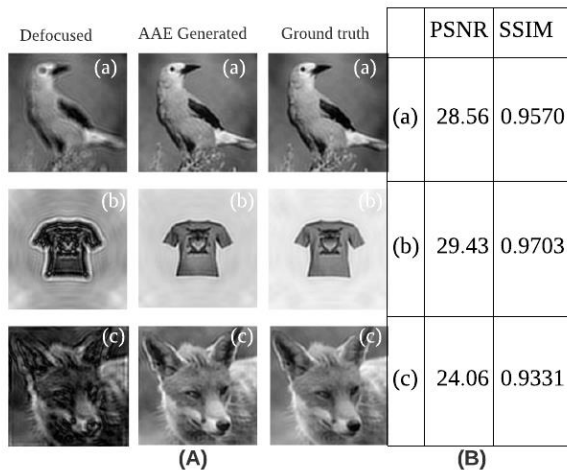 Defocused AAE Generated Ground truth PSNR SSIM
(a) (a) (a) (a) 28.56 0.9570
(b) (b) (b) (b) 29.43 0.9703
(c) (c) (c) (c) 24.06 0.9331
(A) (B)